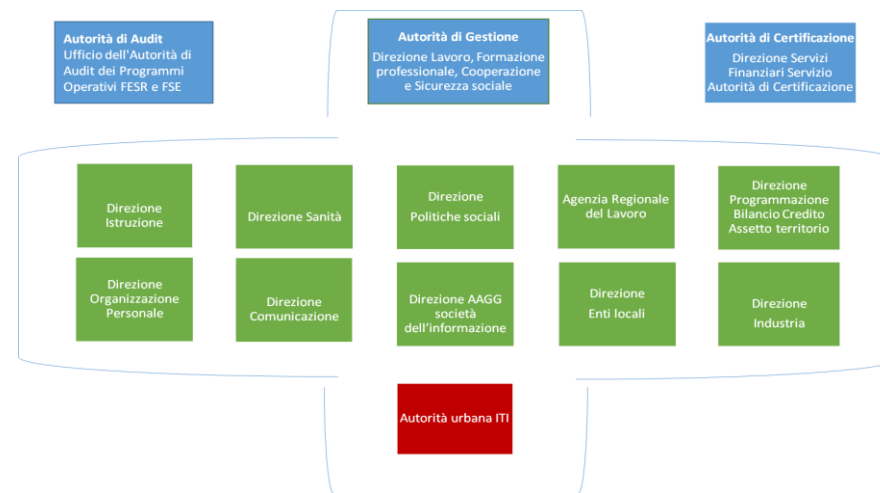 Autorità di Audit
Ufficio dell'Autorità di
Audit dei Programmi
Operativi FESR e FSE
Autorità di Gestione
Direzione Lavoro, Formazione
professionale, Cooperazione
e Sicurezza sociale
Autorità di Certificazione
Direzione Servizi
Finanziari Servizio
Autorità di Certificazione
Direzione
Istruzione
Direzione Sanità
Direzione
Politiche sociali
Agenzia Regionale
del Lavoro
Direzione
Programmazione
Bilancio Credito
Assetto territorio
Direzione
Organizzazione
Personale
Direzione
Comunicazione
Direzione AAGG
società
dell’informazione
Direzione
Enti locali
Direzione
Industria
Autorità urbana ITI